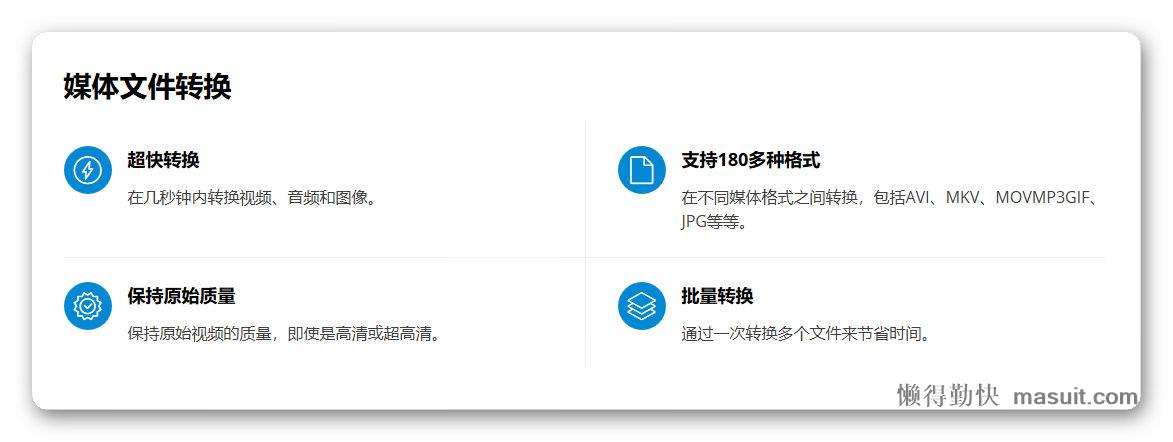 媒体文件转换
超快转换
在几秒钟内转换视频、音频和图像。
支持180多种格式
在不同媒体格式之间转换，包括AVI、MKV、MOVMP3GIF、
JPG等等。
保持原始质量
保持原始视频的质量，即使是高清或超高清。
批量转换
通过一次转换多个文件来节省时间。
懒得勤快 masuit.com